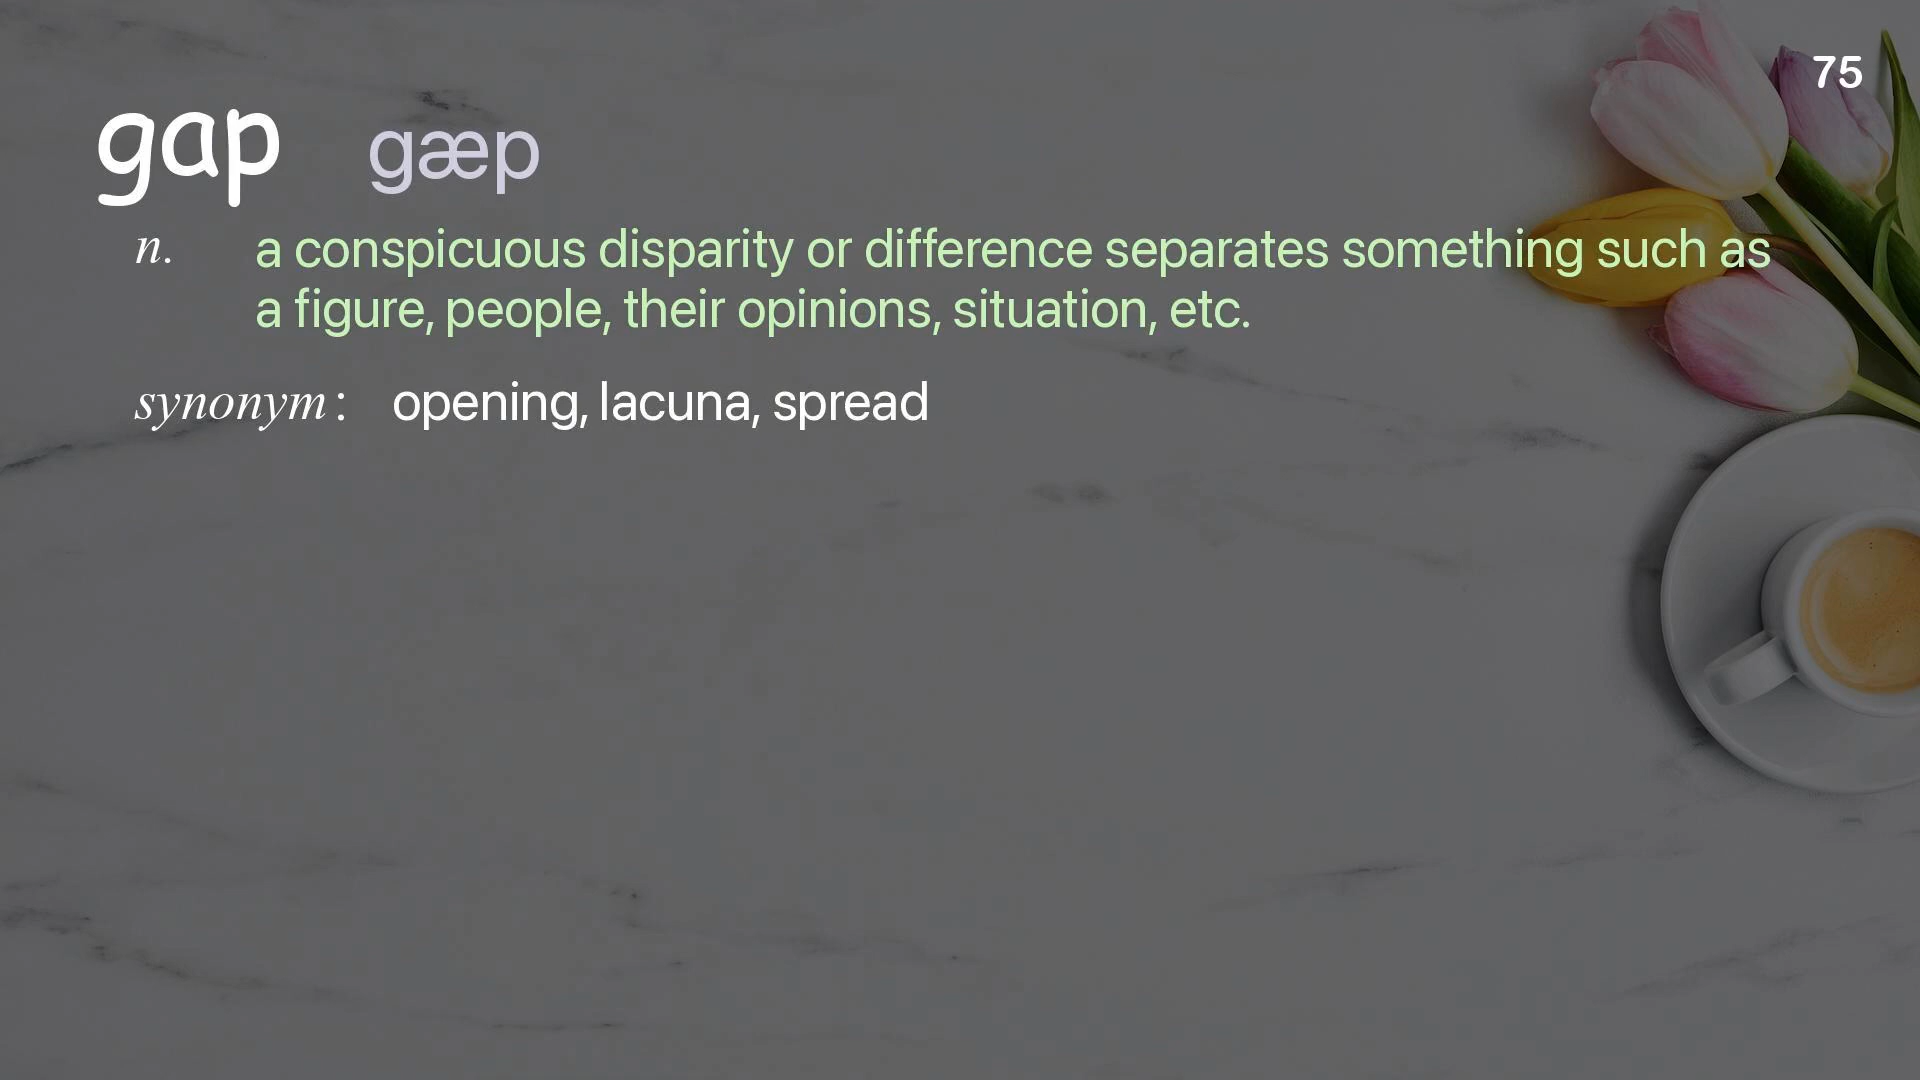 75
gap gæp
n. a conspicuous disparity or difference separates something such as
a figure, people, their opinions, situation, etc.
synonym: opening, lacuna, spread